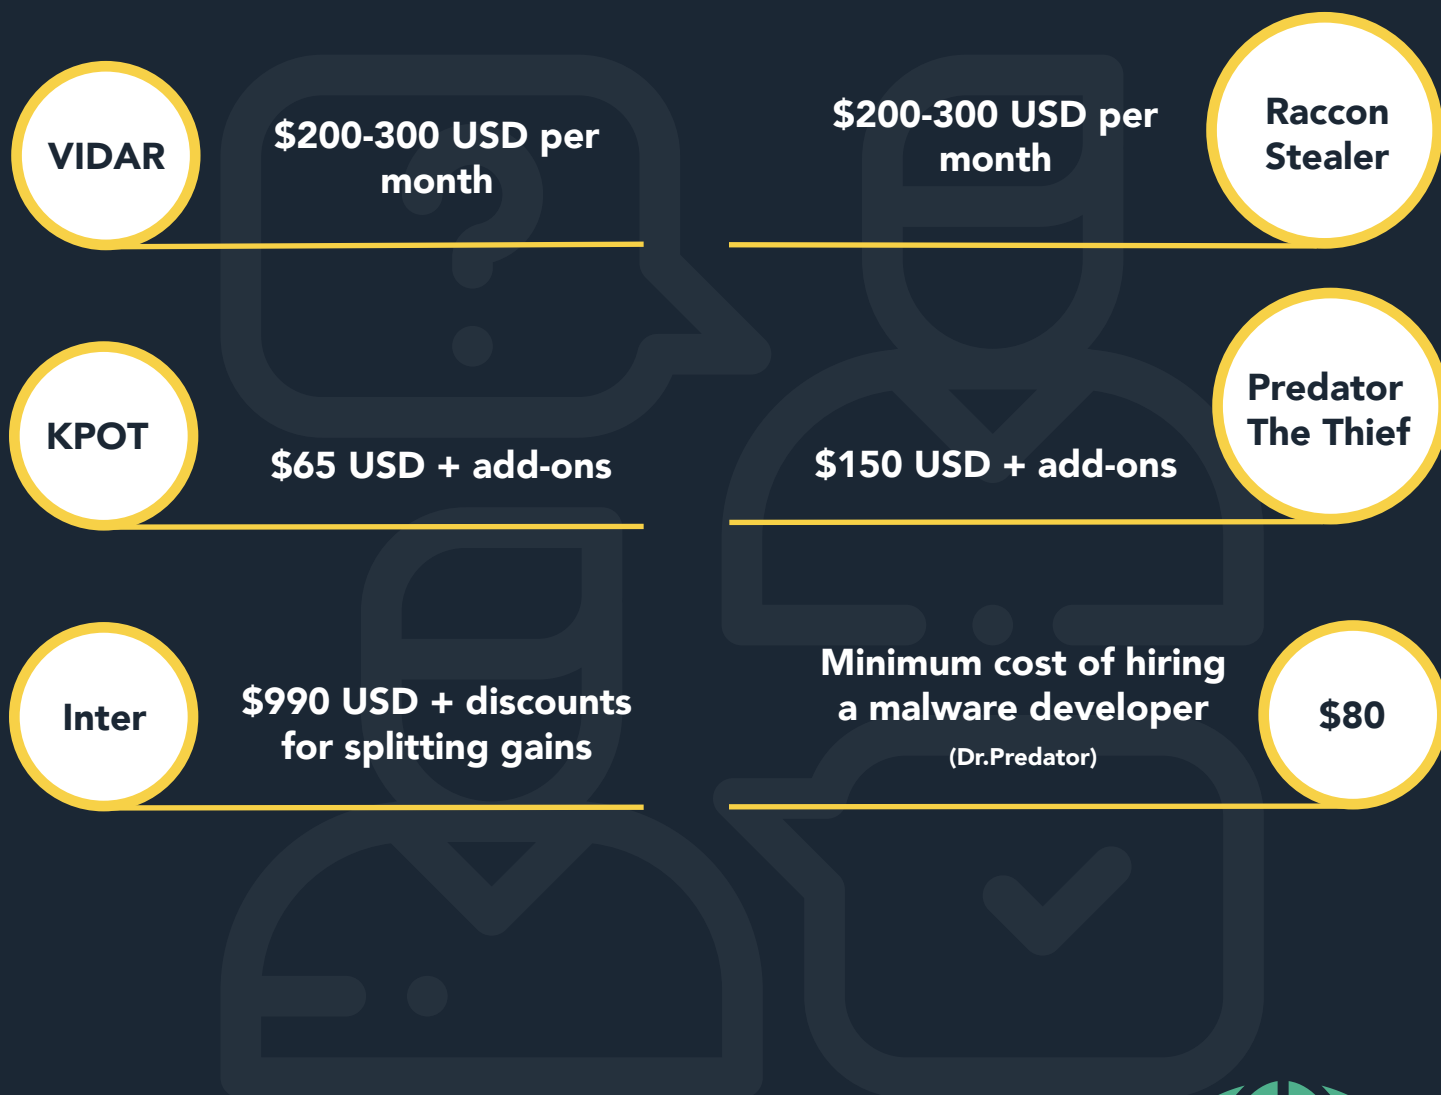 VIDAR
$200-300 USD per
month
$200-300 USD per
month
Raccon
Stealer
KPOT
$65 USD + add-ons
$150 USD + add-ons
Predator
The Thief
Inter
$990 USD + discounts
for splitting gains
Minimum cost of hiring
a malware developer
(Dr.Predator)
$80